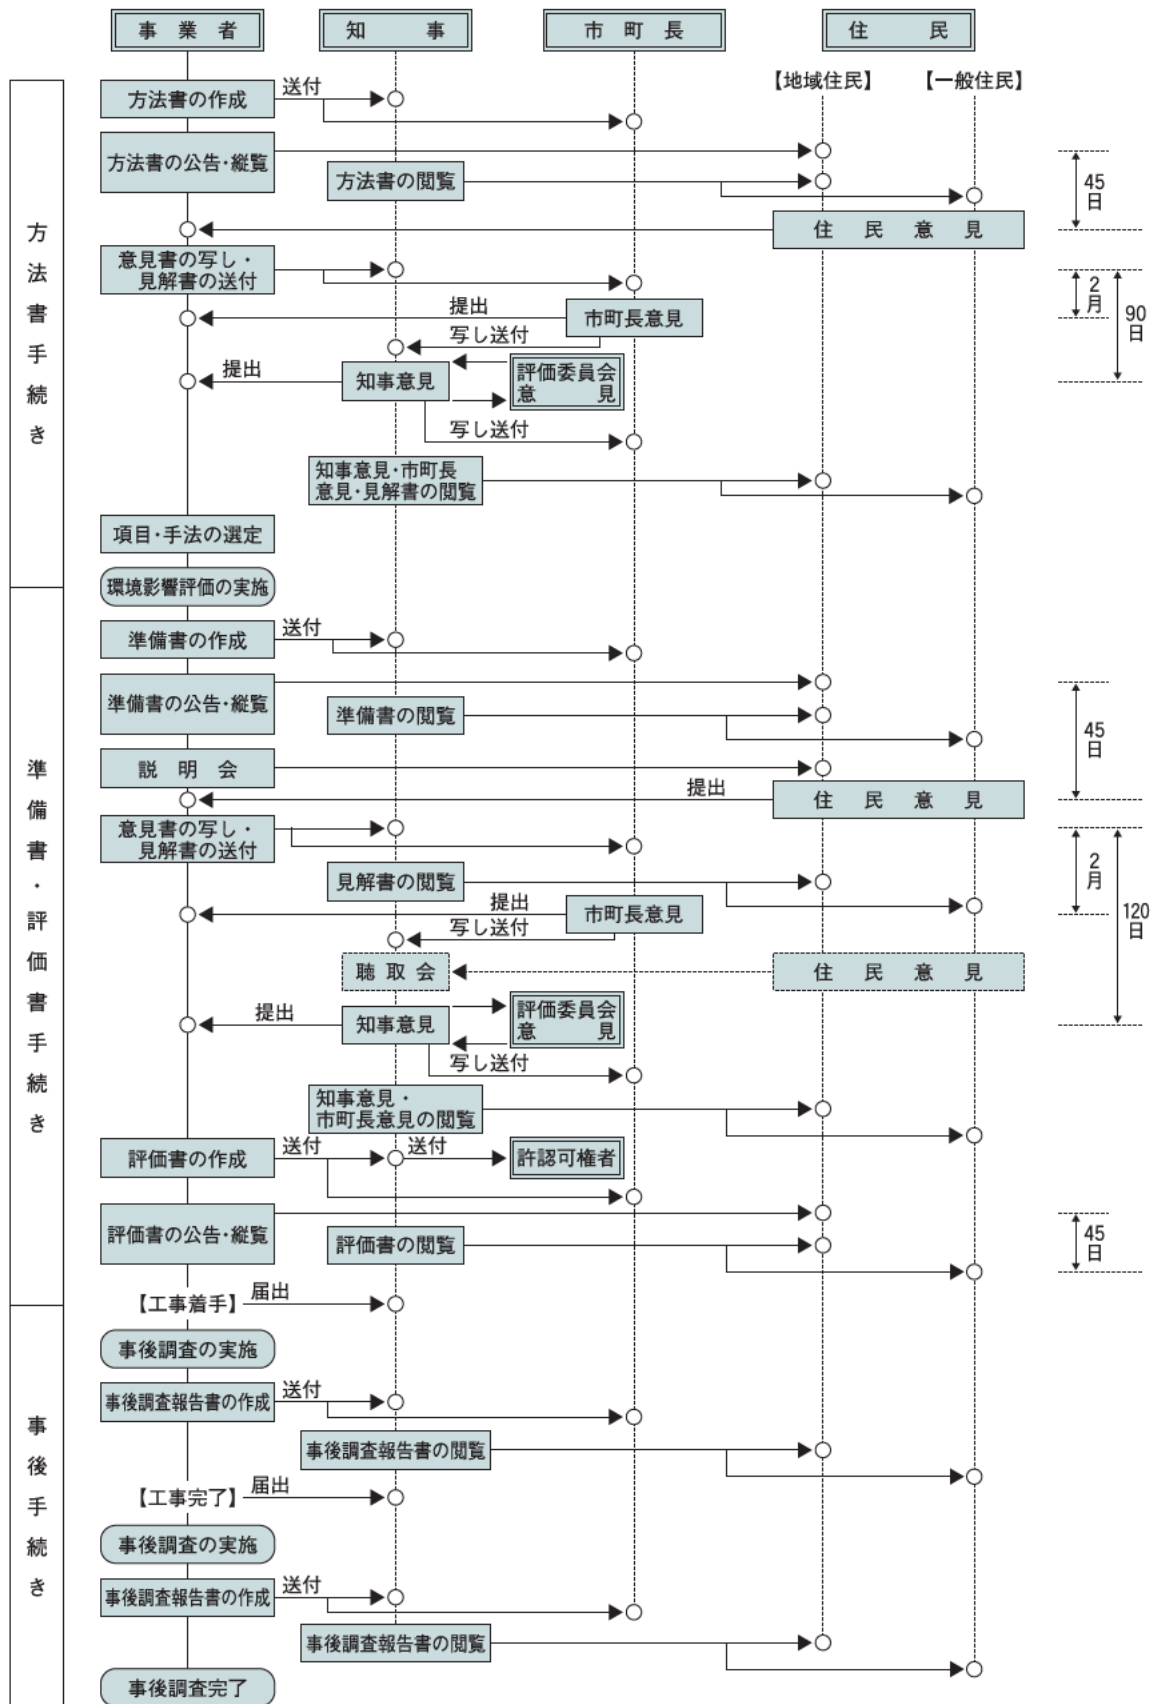 事業者
知事
市町長
住民
【地域住民】
【一般住民】
方法書手続き
方法書の作成
送付
方法書の公告・縦覧
方法書の閲覧
45日
住民意見
意見書の写し・
見解書の送付
2月
90日
提出
市町長意見
写し送付
提出
知事意見
評価委員会
意見
写し送付
知事意見・市町長
意見・見解書の閲覧
項目・手法の選定
環境影響評価の実施
準備書・評価書手続き
準備書の作成
送付
準備書の公告・縦覧
準備書の閲覧
45日
説明会
提出
住民意見
意見書の写し・
見解書の送付
2月
120日
見解書の閲覧
提出
市町長意見
写し送付
聴取会
住民意見
提出
知事意見
評価委員会
意見
写し送付
知事意見・
市町長意見の閲覧
評価書の作成
送付
送付
許認可権者
評価書の公告・縦覧
評価書の閲覧
45日
事後手続き
【工事着手】
届出
事後調査の実施
事後調査報告書の作成
送付
事後調査報告書の閲覧
【工事完了】
届出
事後調査の実施
事後調査報告書の作成
送付
事後調査報告書の閲覧
事後調査完了